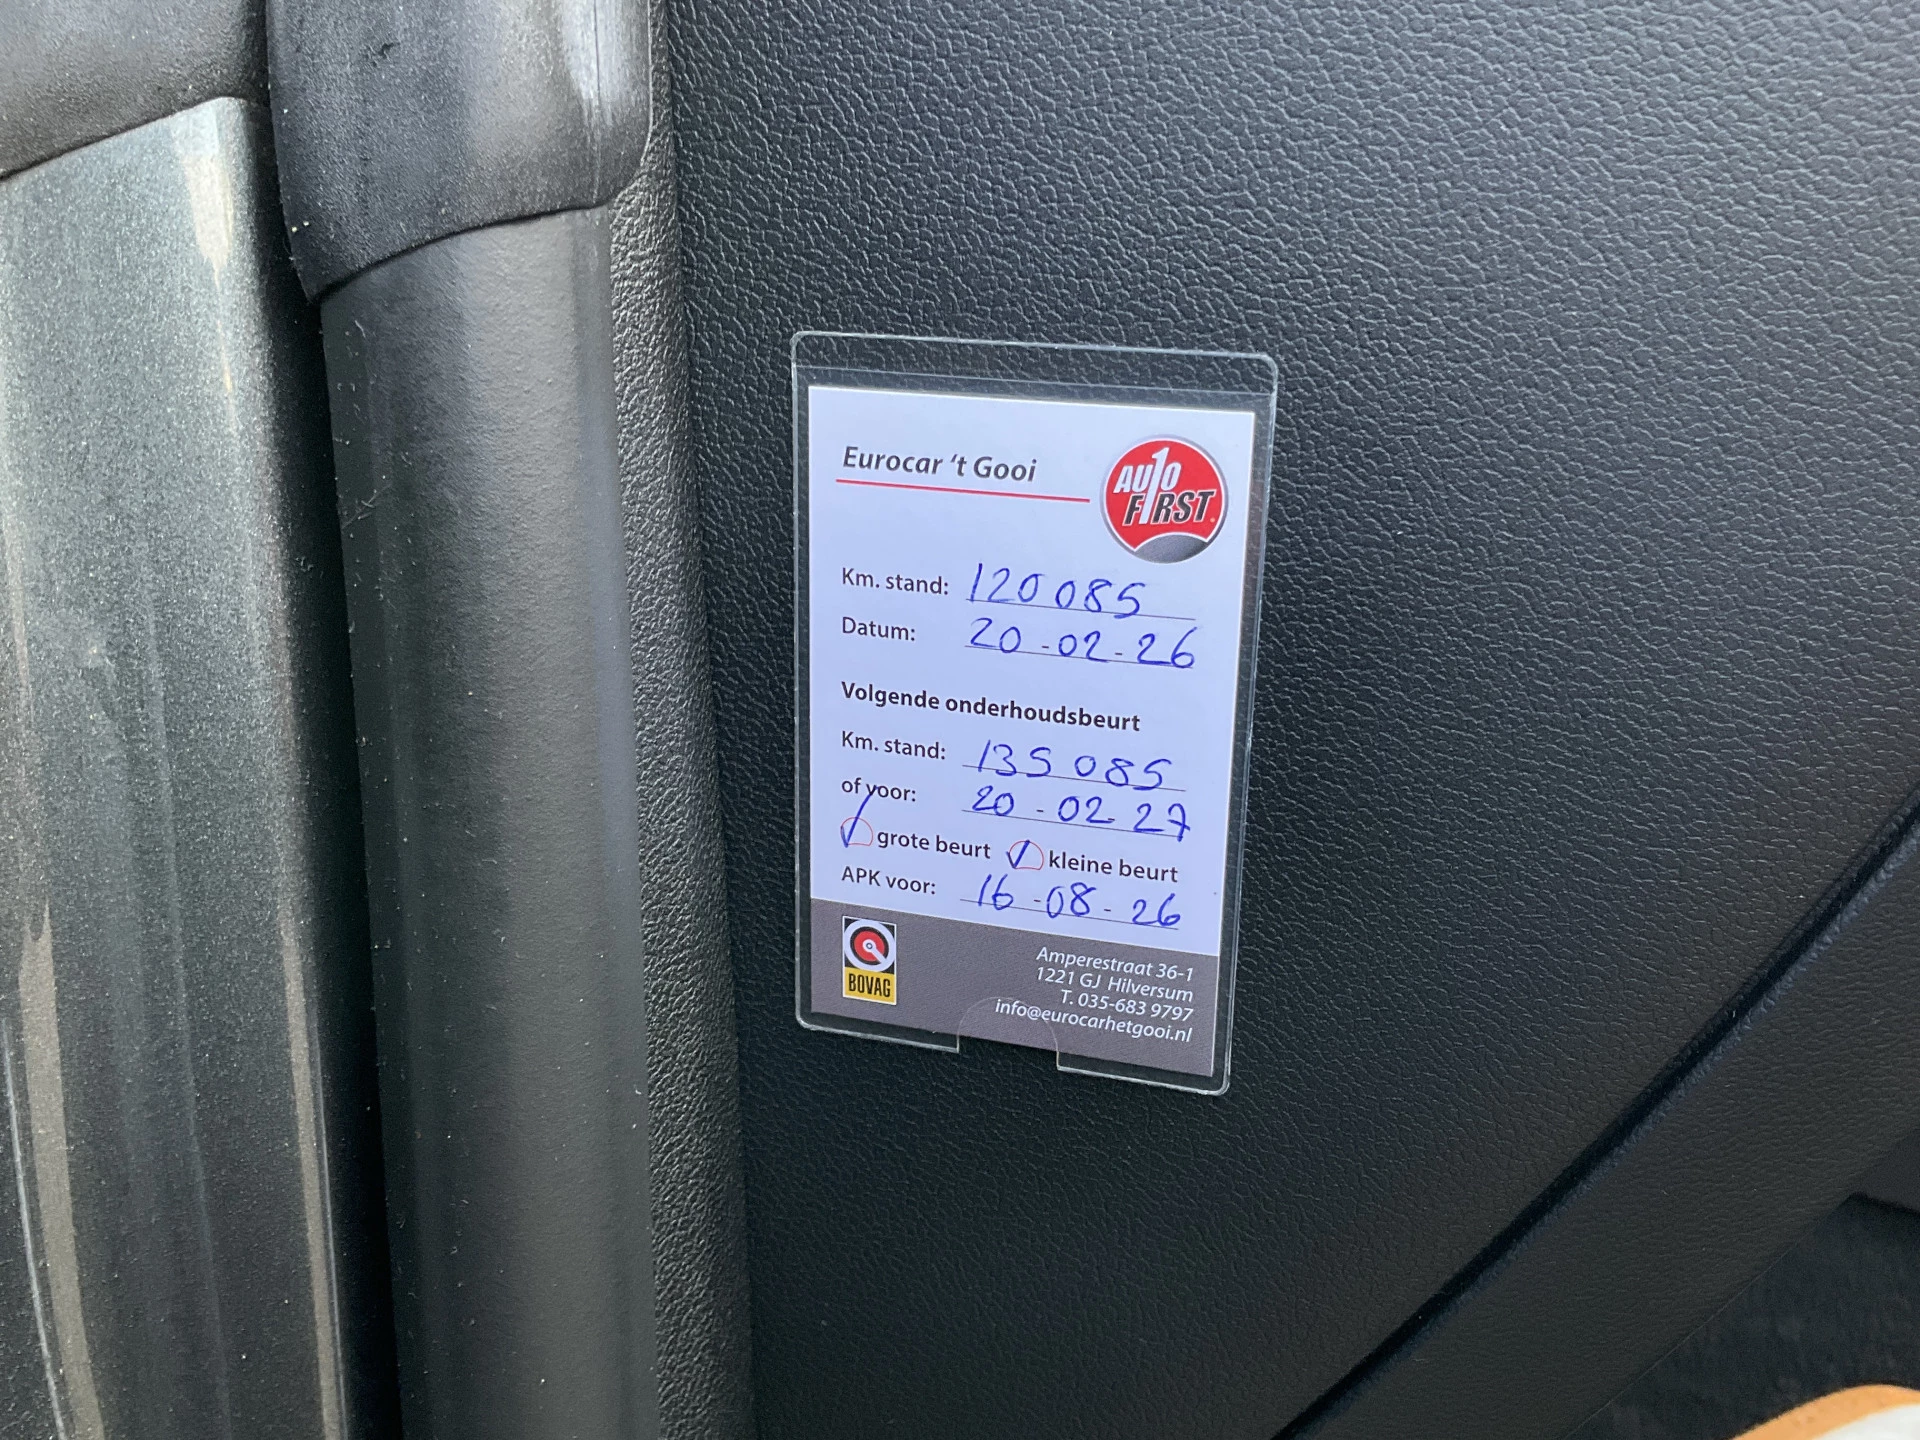 Eurocar 't Gooi
AUTO
FIRST
Km. stand: 120085
Datum: 20-02-26
Volgende onderhoudsbeurt
Km. stand: 135085
of voor: 20-02 27
grote beurt kleine beurt
APK voor: 16-08-26
BOVAG
Amperestraat 36-1
1221 GJ Hilversum
T. 035-683 9797
info@eurocarhetgooi.nl